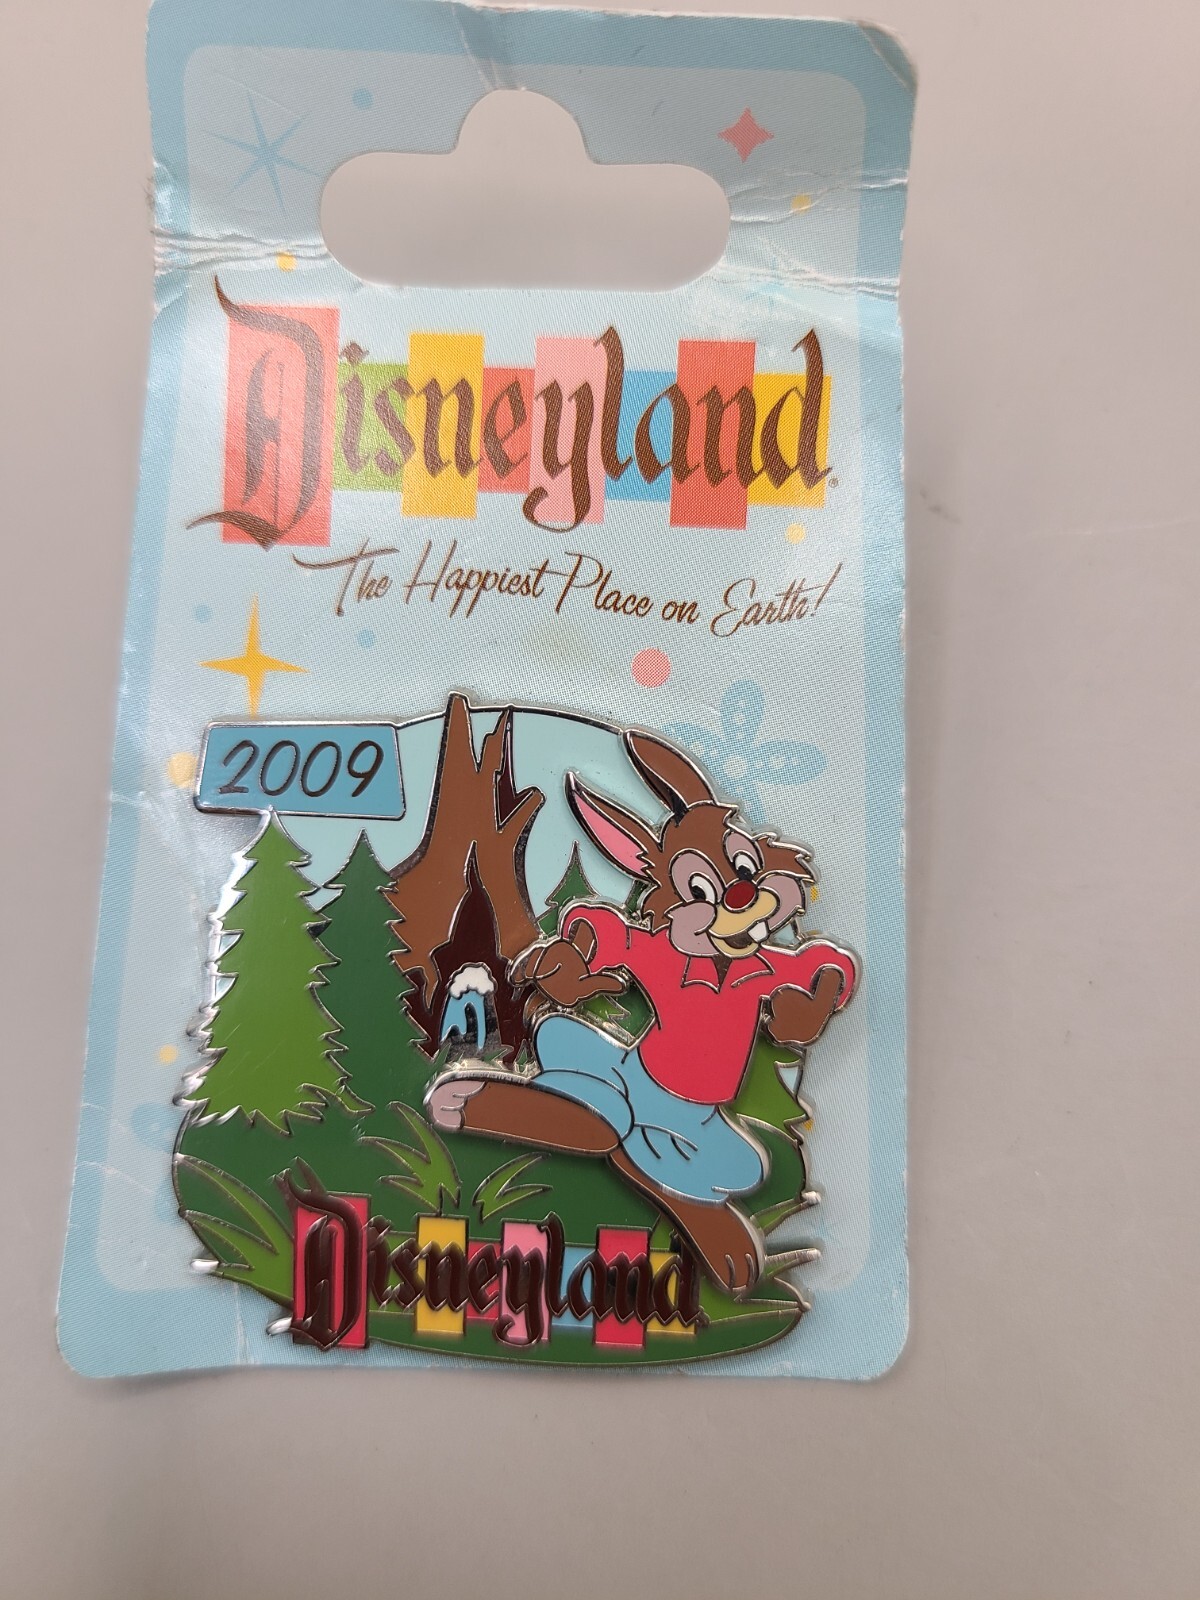 Disneyland®
The Happiest Place on Earth!
2009
Disneyland